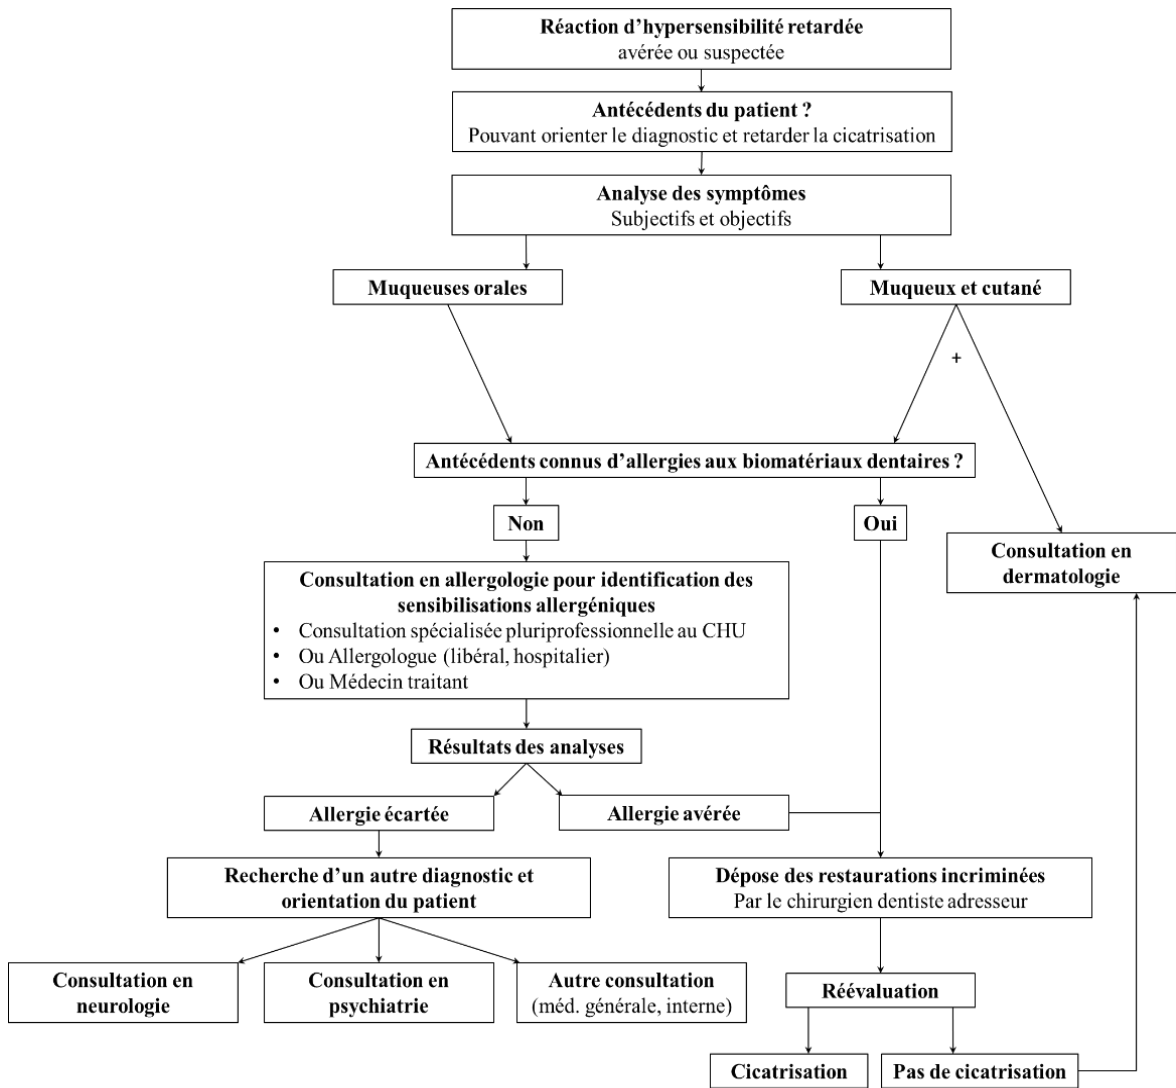 Réaction d’hypersensibilité retardée
avérée ou suspectée
Antécédents du patient ?
Pouvant orienter le diagnostic et retarder la cicatrisation
Analyse des symptômes
Subjectifs et objectifs
Muqueuses orales
Muqueux et cutané
+
Antécédents connus d’allergies aux biomatériaux dentaires ?
Non
Oui
Consultation en
dermatologie
Consultation en allergologie pour identification des
sensibilisations allergéniques
• Consultation spécialisée pluriprofessionnelle au CHU
• Ou Allergologue (libéral, hospitalier)
• Ou Médecin traitant
Résultats des analyses
Allergie écartée
Allergie avérée
Recherche d’un autre diagnostic et
orientation du patient
Dépose des restaurations incriminées
Par le chirurgien dentiste adresseur
Consultation en
neurologie
Consultation en
psychiatrie
Autre consultation
(méd. générale, interne)
Réévaluation
Cicatrisation
Pas de cicatrisation